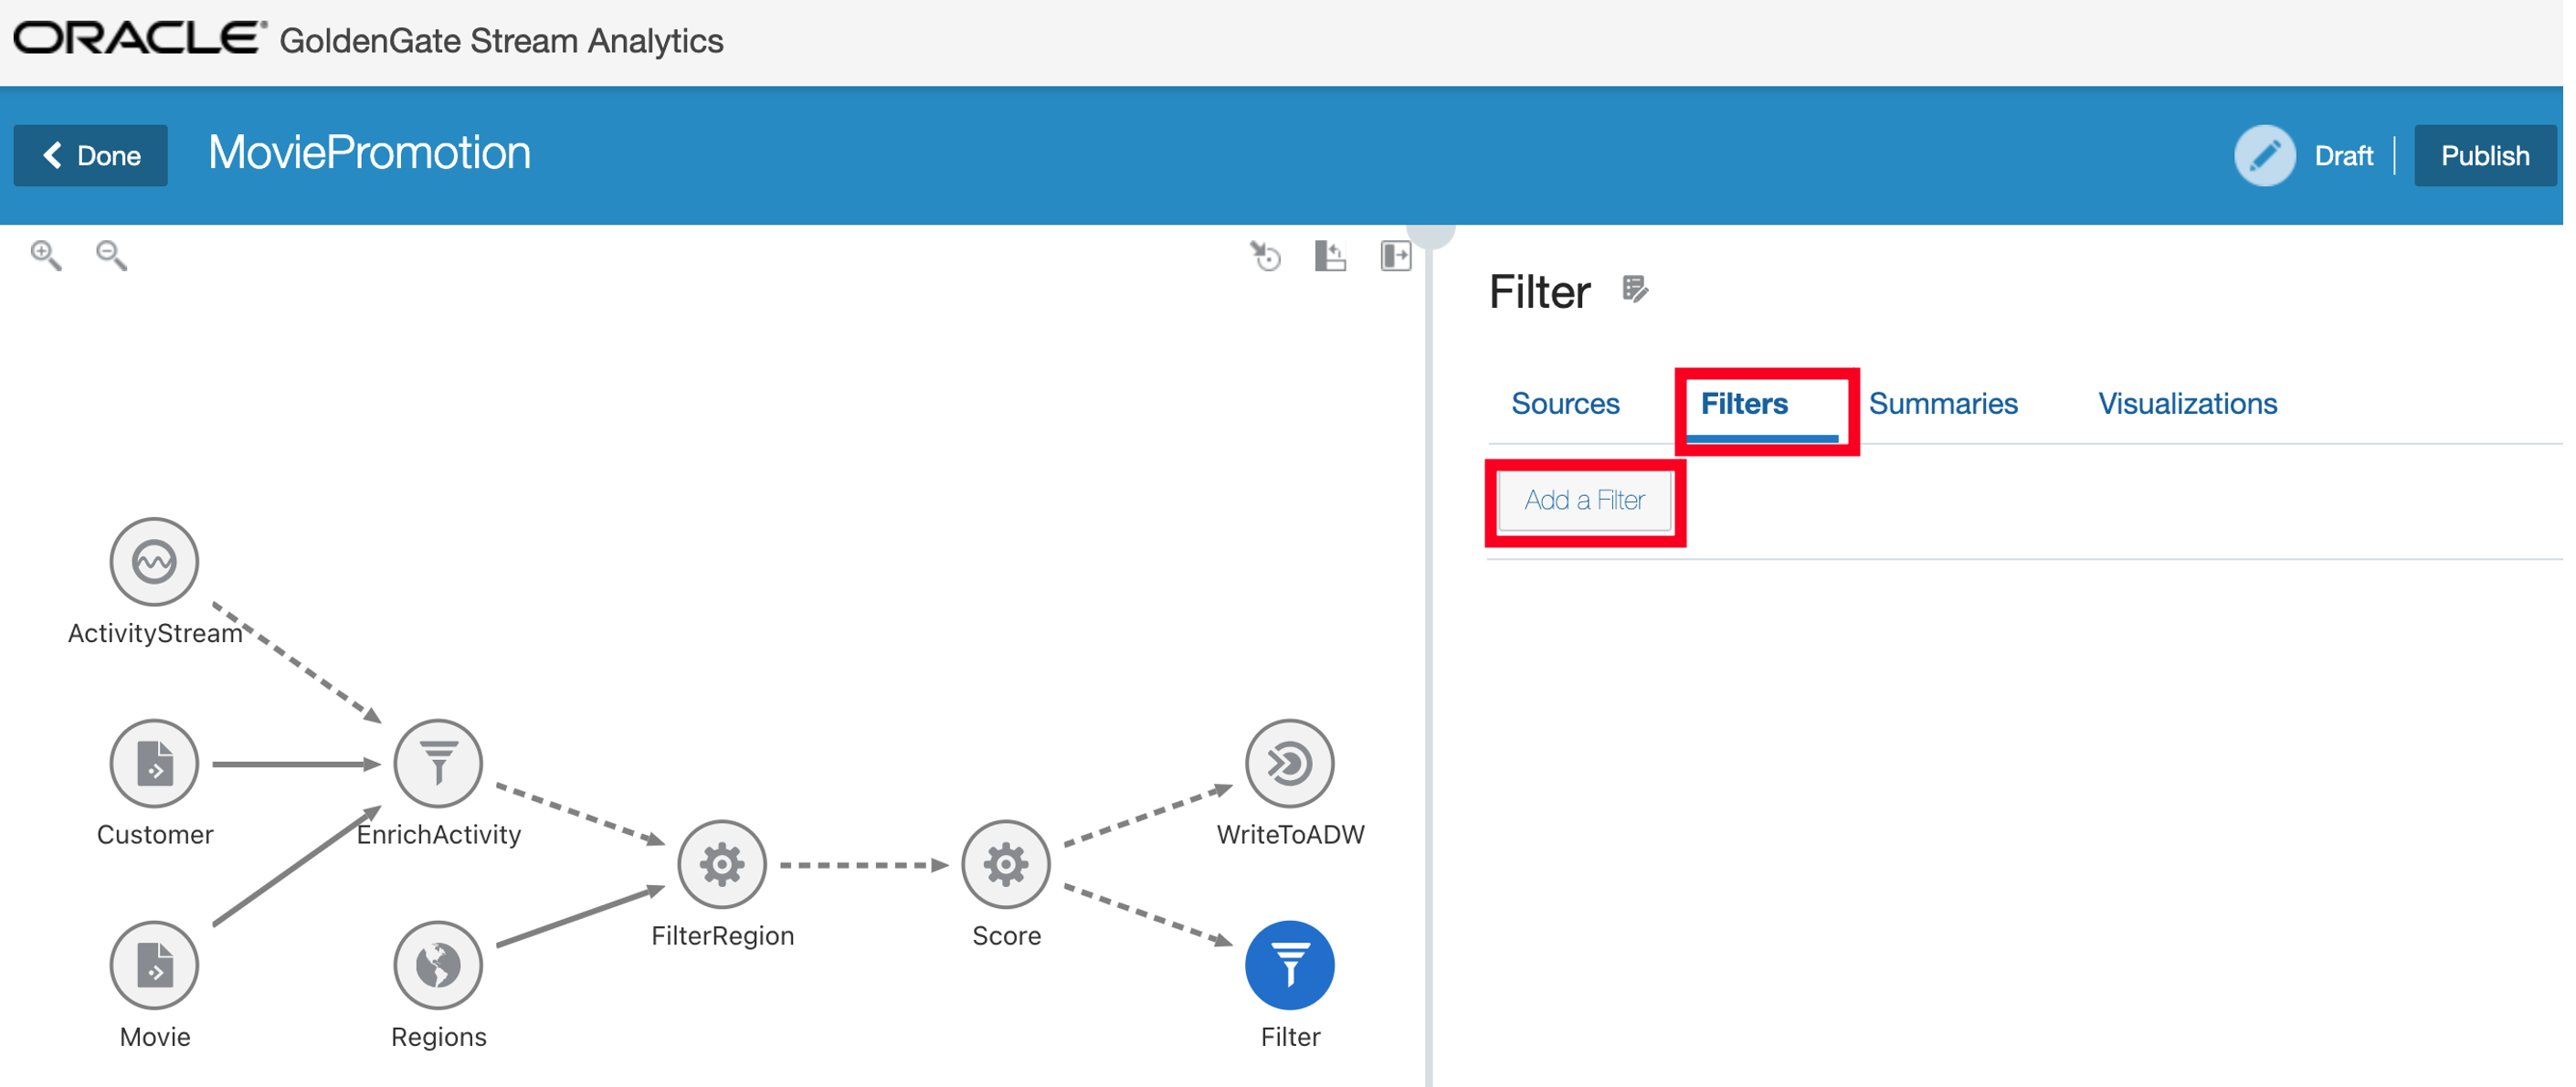 ORACLE® GoldenGate Stream Analytics
Done
MoviePromotion
Draft
Publish
Filter
Sources
Filters
Summaries
Visualizations
Add a Filter
ActivityStream
Customer
EnrichActivity
WriteToADW
FilterRegion
Score
Movie
Regions
Filter